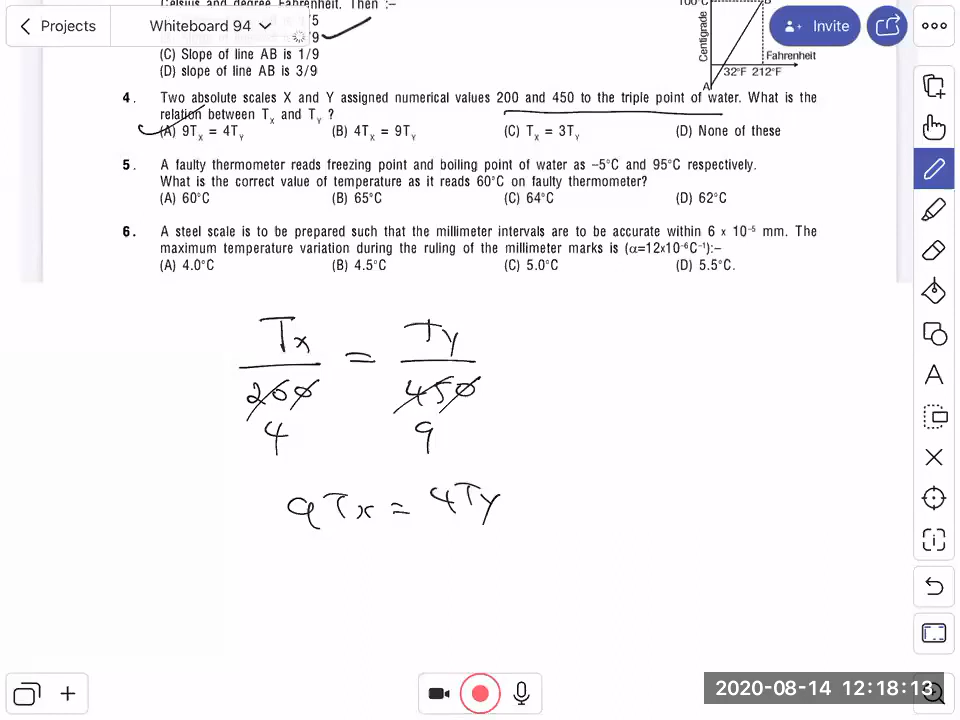 Celsius and degree Fahrenheit. Then :-
Projects
Whiteboard 94
Invite
(C) Slope of line AB is 1/9
(D) slope of line AB is 3/9
100°C
B
Centigrade
Fahrenheit
32°F 212°F
A
4. Two absolute scales X and Y assigned numerical values 200 and 450 to the triple point of water. What is the
relation between TX and TY ?
(A) 9TX = 4TY (B) 4TX = 9TY (C) TX = 3TY (D) None of these
5. A faulty thermometer reads freezing point and boiling point of water as –5°C and 95°C respectively.
What is the correct value of temperature as it reads 60°C on faulty thermometer?
(A) 60°C (B) 65°C (C) 64°C (D) 62°C
6. A steel scale is to be prepared such that the millimeter intervals are to be accurate within 6 × 10⁻⁵ mm. The
maximum temperature variation during the ruling of the millimeter marks is (α=12×10⁻⁶C⁻¹):–
(A) 4.0°C (B) 4.5°C (C) 5.0°C (D) 5.5°C.
Tx = Ty
200 450
4 9
9Tx = 4Ty
2020-08-14 12:18:13